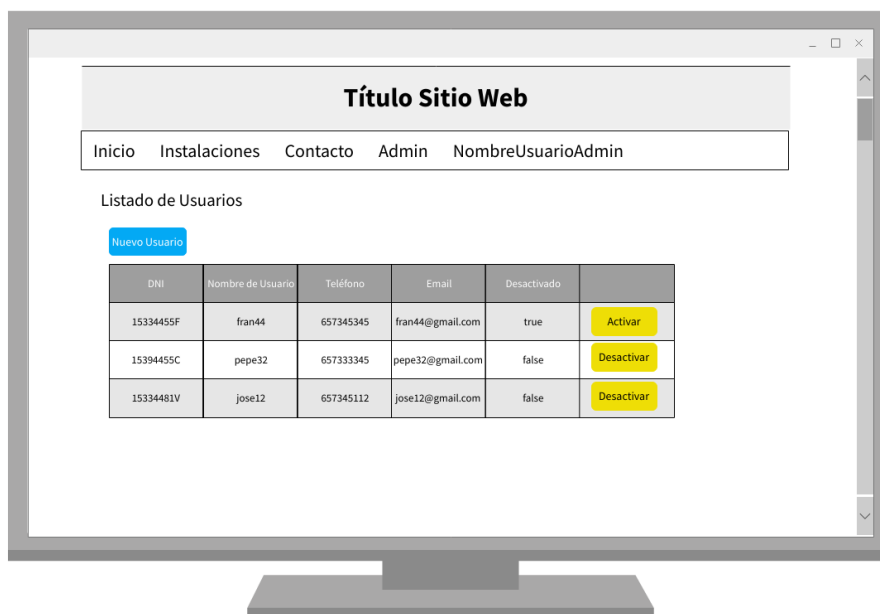 Título Sitio Web
Inicio Instalaciones Contacto Admin NombreUsuarioAdmin
Listado de Usuarios
Nuevo Usuario
DNI Nombre de Usuario Teléfono Email Desactivado
15334455F fran44 657345345 fran44@gmail.com true Activar
15394455C pepe32 657333345 pepe32@gmail.com false Desactivar
15334481V jose12 657345112 jose12@gmail.com false Desactivar